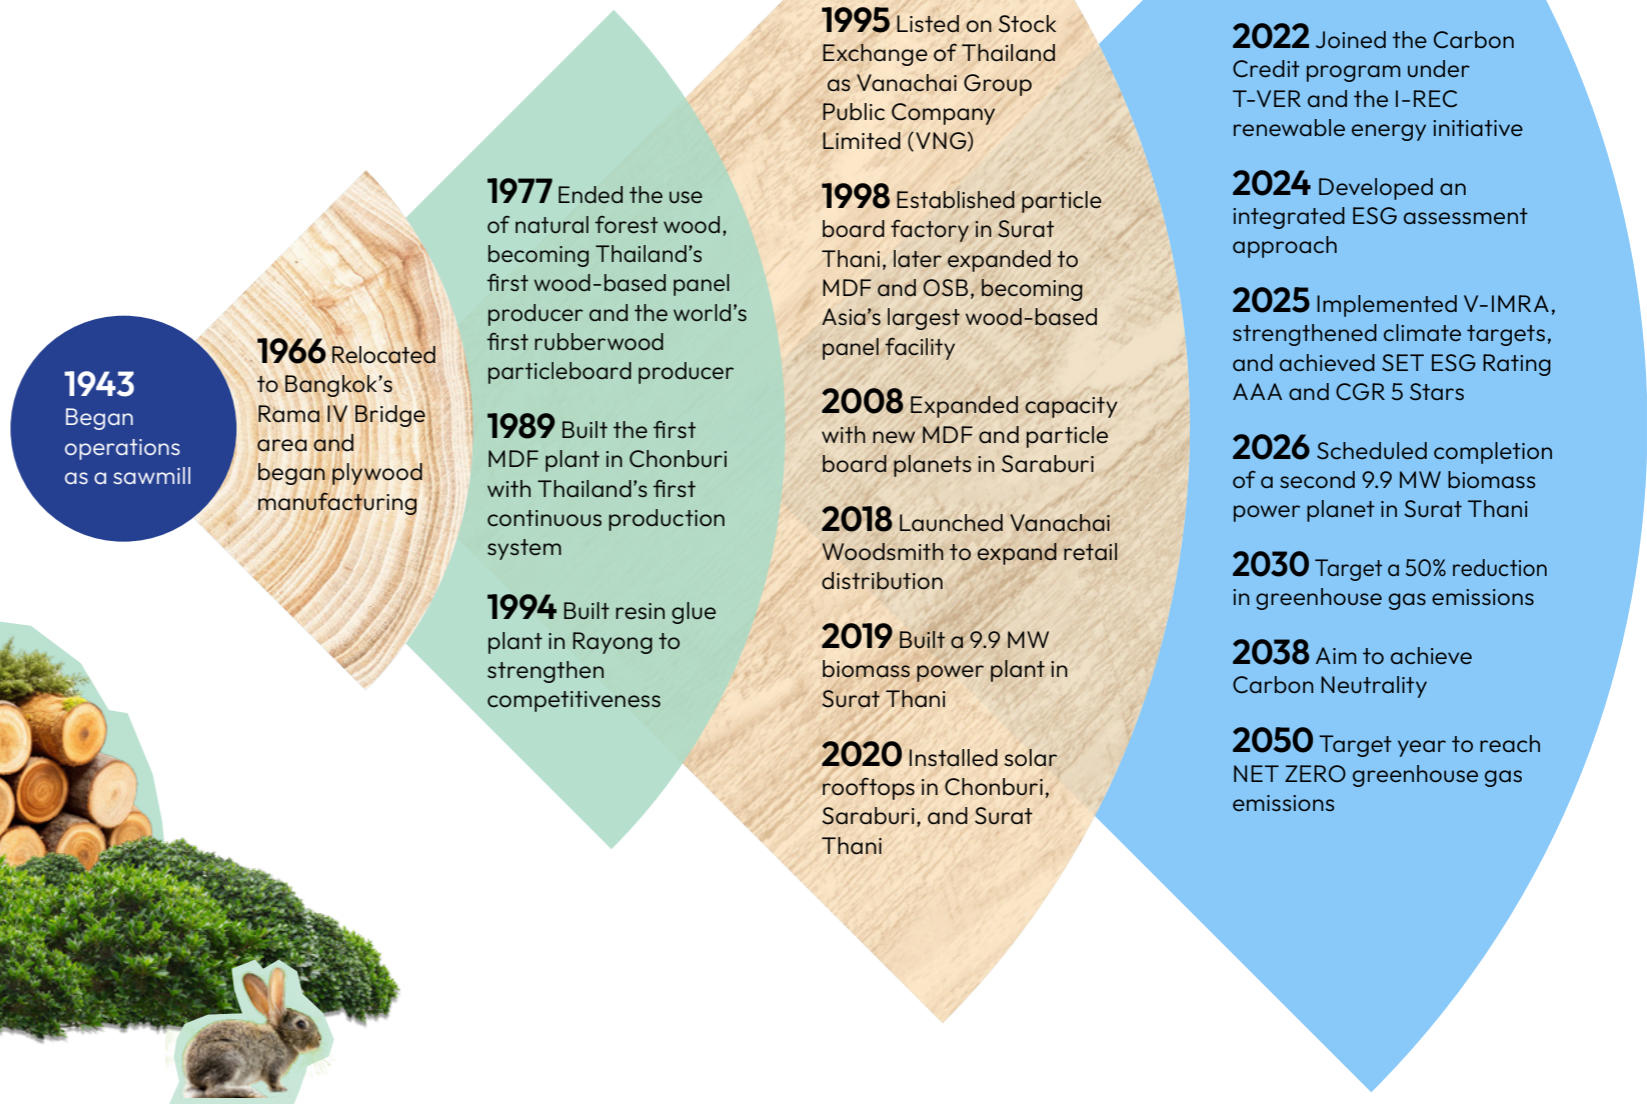 1943
Began
operations
as a sawmill
1966 Relocated
to Bangkok's
Rama IV Bridge
area and
began plywood
manufacturing
1977 Ended the use
of natural forest wood,
becoming Thailand's
first wood-based panel
producer and the world's
first rubberwood
particleboard producer
1989 Built the first
MDF plant in Chonburi
with Thailand's first
continuous production
system
1994 Built resin glue
plant in Rayong to
strengthen
competitiveness
1995 Listed on Stock
Exchange of Thailand
as Vanachai Group
Public Company
Limited (VNG)
1998 Established particle
board factory in Surat
Thani, later expanded to
MDF and OSB, becoming
Asia's largest wood-based
panel facility
2008 Expanded capacity
with new MDF and particle
board planets in Saraburi
2018 Launched Vanachai
Woodsmith to expand retail
distribution
2019 Built a 9.9 MW
biomass power plant in
Surat Thani
2020 Installed solar
rooftops in Chonburi,
Saraburi, and Surat
Thani
2022 Joined the Carbon
Credit program under
T-VER and the I-REC
renewable energy initiative
2024 Developed an
integrated ESG assessment
approach
2025 Implemented V-IMRA,
strengthened climate targets,
and achieved SET ESG Rating
AAA and CGR 5 Stars
2026 Scheduled completion
of a second 9.9 MW biomass
power planet in Surat Thani
2030 Target a 50% reduction
in greenhouse gas emissions
2038 Aim to achieve
Carbon Neutrality
2050 Target year to reach
NET ZERO greenhouse gas
emissions